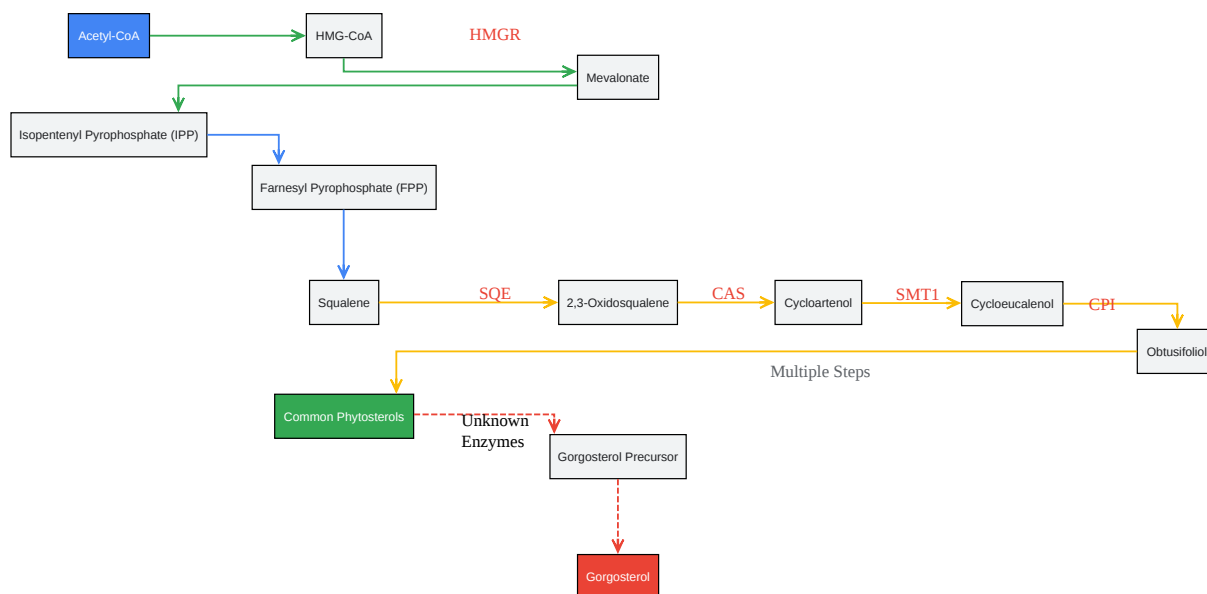 Acetyl-CoA
HMG-CoA
HMGR
Mevalonate
Isopentenyl Pyrophosphate (IPP)
Farnesyl Pyrophosphate (FPP)
Squalene
SQE
2,3-Oxidosqualene
CAS
Cycloartenol
SMT1
Cycloeucalenol
CPI
Obtusifoliol
Multiple Steps
Common Phytosterols
Unknown
Enzymes
Gorgosterol Precursor
Gorgosterol